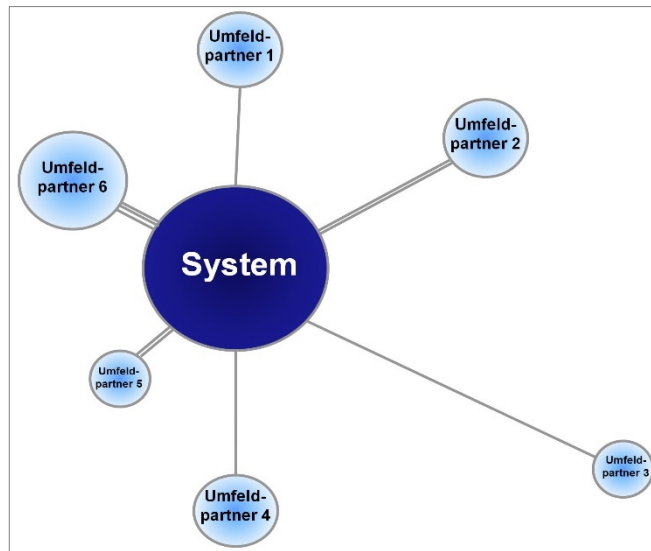 Umfeld-
partner 1
Umfeld-
partner 2
Umfeld-
partner 6
System
Umfeld-
partner 5
Umfeld-
partner 3
Umfeld-
partner 4